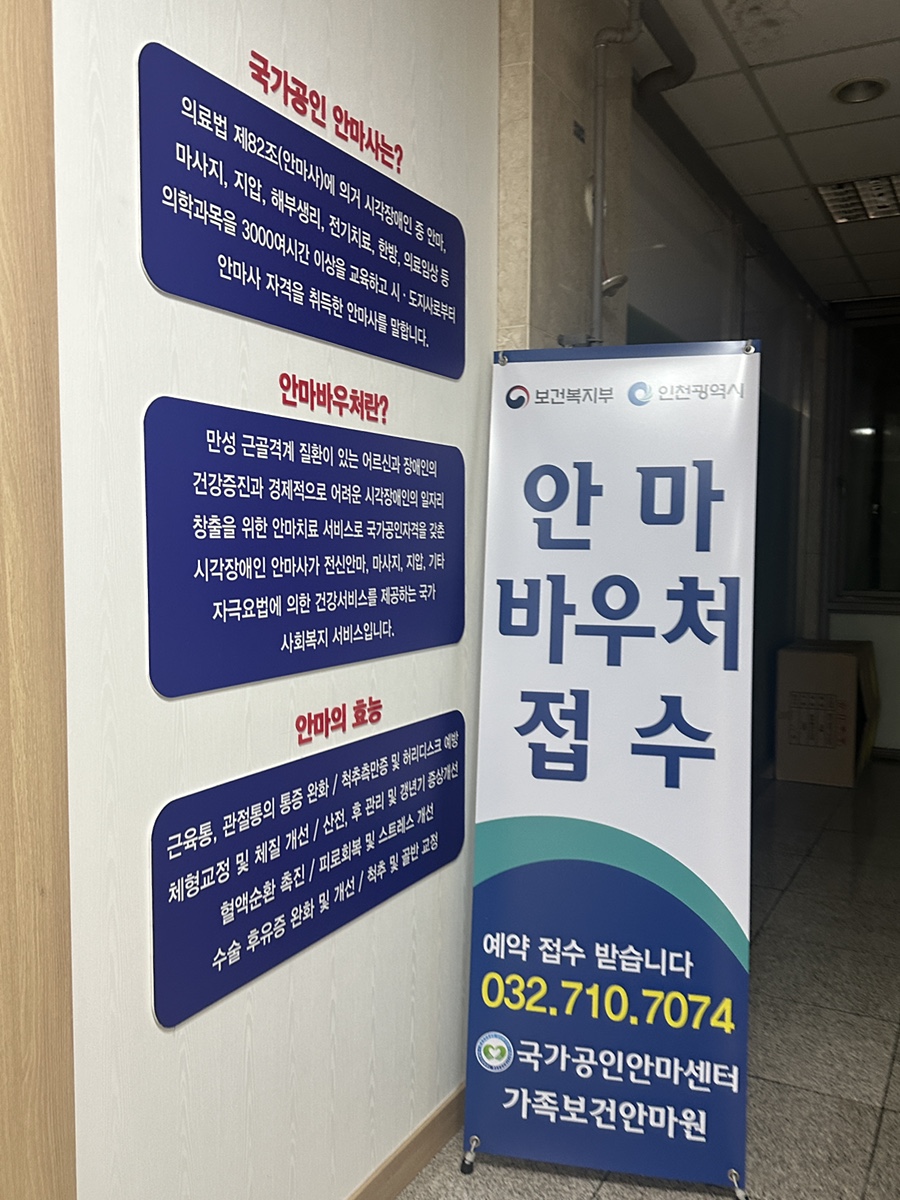 국가공인 안마사는?
의료법 제82조(안마사)에 의거 시각장애인 중 안마,
마사지, 지압, 해부생리, 전기치료, 한방, 의료임상 등
의학과목을 3000여시간 이상을 교육하고 시·도지사로부터
안마사 자격을 취득한 안마사를 말합니다.
안마바우처란?
만성 근골격계 질환이 있는 어르신과 장애인의
건강증진과 경제적으로 어려운 시각장애인의 일자리
창출을 위한 안마치료 서비스로 국가공인자격을 갖춘
시각장애인 안마사가 전신안마, 마사지, 지압, 기타
자극요법에 의한 건강서비스를 제공하는 국가
사회복지 서비스입니다.
안마의 효능
근육통, 관절통의 통증 완화 / 척추측만증 및 허리디스크 예방
체형교정 및 체질 개선 / 산전, 후 관리 및 갱년기 증상개선
혈액순환 촉진 / 피로회복 및 스트레스 개선
수술 후유증 완화 및 개선 / 척추 및 골반 교정
보건복지부 인천광역시
안마
바우처
접수
예약 접수 받습니다
032.710.7074
국가공인안마센터
가족보건안마원